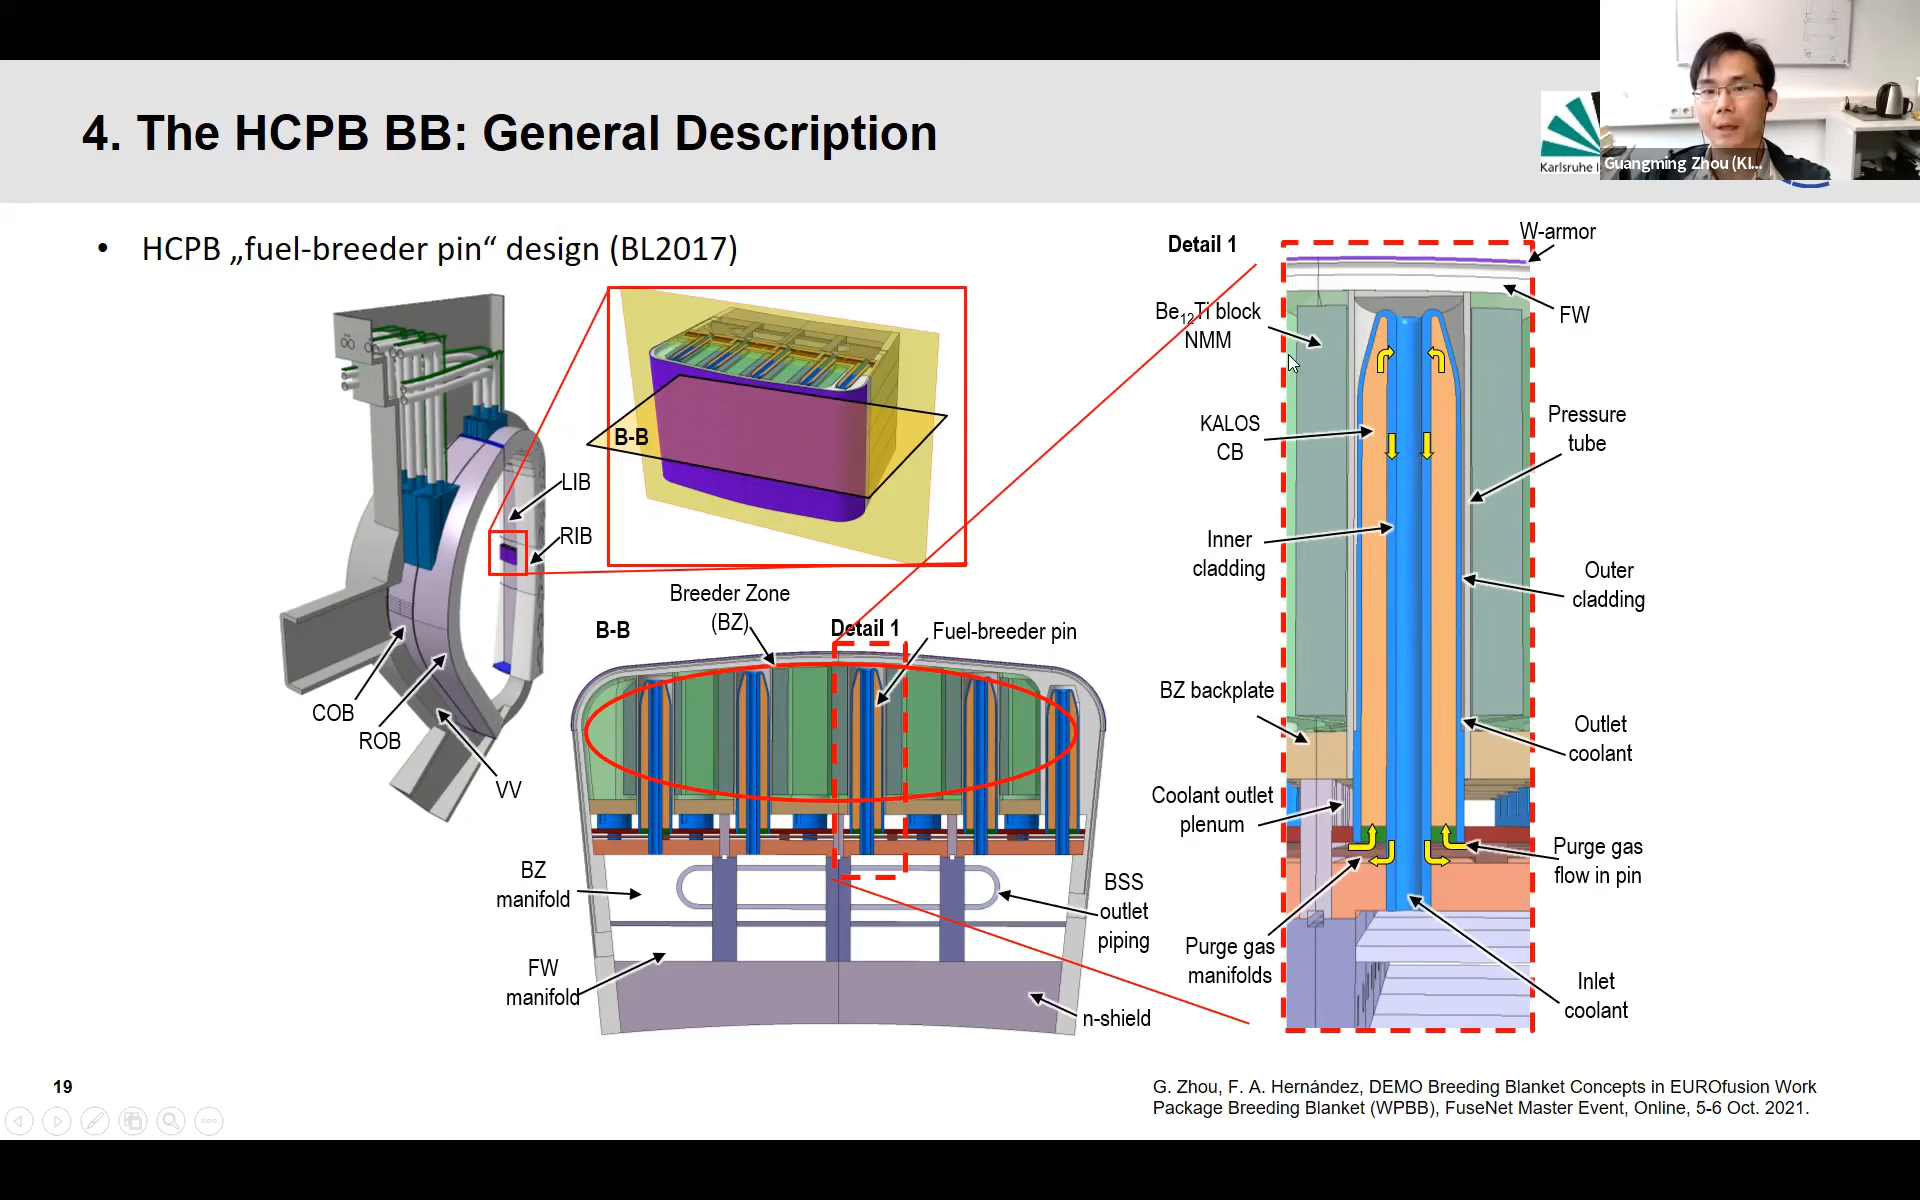 4. The HCPB BB: General Description
Karlsruhe I
Guangming Zhou (KI...
• HCPB „fuel-breeder pin“ design (BL2017)
B-B
LIB
RIB
COB
ROB
VV
B-B
Breeder Zone
(BZ)
Detail 1
Fuel-breeder pin
BZ
manifold
FW
manifold
BSS
outlet
piping
n-shield
Detail 1
W-armor
FW
Be12Ti block
NMM
KALOS
CB
Pressure
tube
Inner
cladding
Outer
cladding
BZ backplate
Outlet
coolant
Coolant outlet
plenum
Purge gas
flow in pin
Purge gas
manifolds
Inlet
coolant
19
G. Zhou, F. A. Hernández, DEMO Breeding Blanket Concepts in EUROfusion Work
Package Breeding Blanket (WPBB), FuseNet Master Event, Online, 5-6 Oct. 2021.